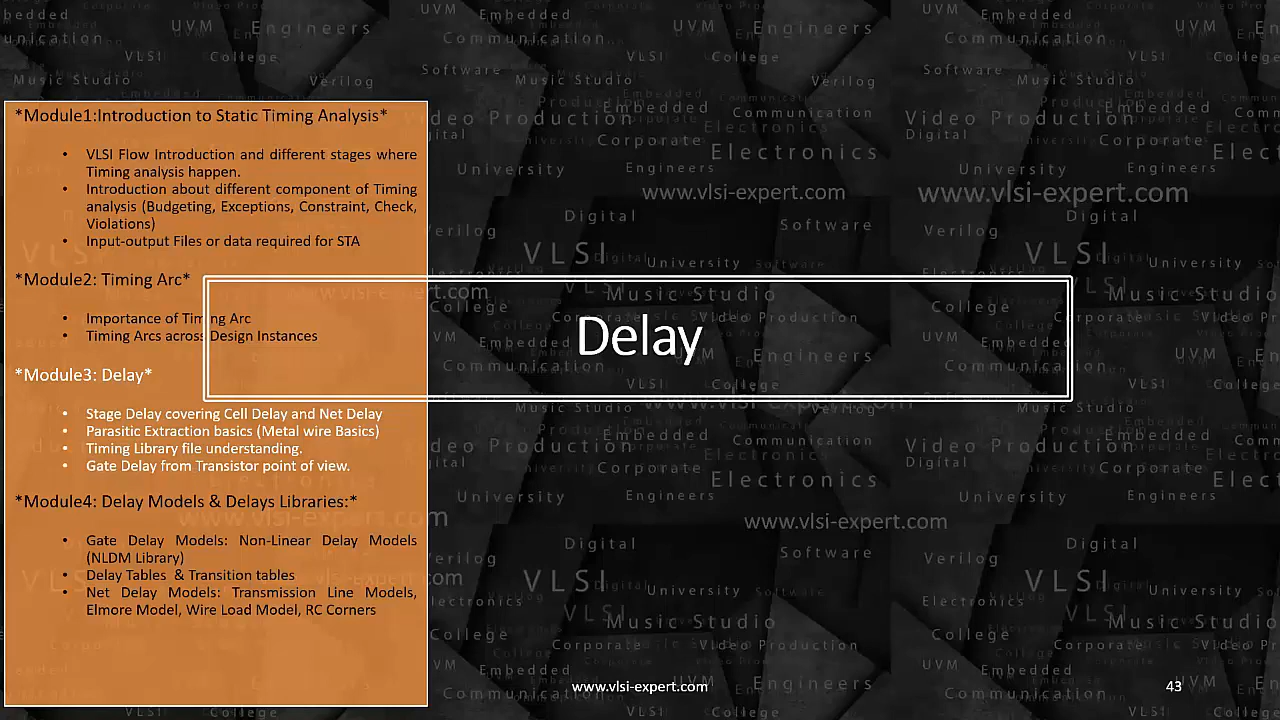 *Module1:Introduction to Static Timing Analysis*
• VLSI Flow Introduction and different stages where
Timing analysis happen.
• Introduction about different component of Timing
analysis (Budgeting, Exceptions, Constraint, Check,
Violations)
• Input-output Files or data required for STA
*Module2: Timing Arc*
• Importance of Timing Arc
• Timing Arcs across Design Instances
*Module3: Delay*
• Stage Delay covering Cell Delay and Net Delay
• Parasitic Extraction basics (Metal wire Basics)
• Timing Library file understanding.
• Gate Delay from Transistor point of view.
*Module4: Delay Models & Delays Libraries:*
• Gate Delay Models: Non-Linear Delay Models
(NLDM Library)
• Delay Tables & Transition tables
• Net Delay Models: Transmission Line Models,
Elmore Model, Wire Load Model, RC Corners
Delay
www.vlsi-expert.com
43